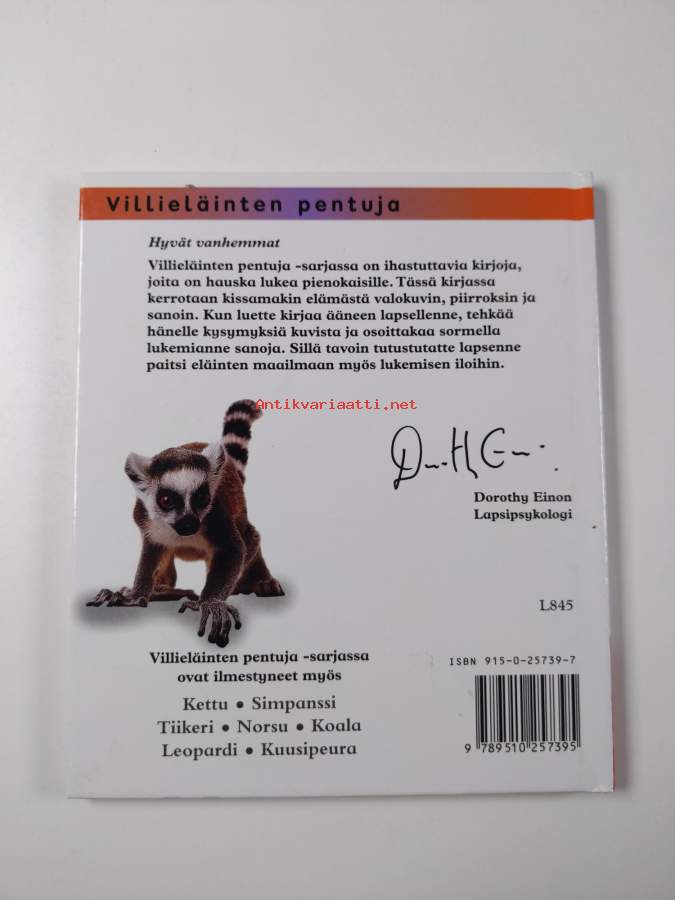 Villieläinten pentuja
Hyvät vanhemmat
Villieläinten pentuja -sarjassa on ihastuttavia kirjoja,
joita on hauska lukea pienokaisille. Tässä kirjassa
kerrotaan kissamakin elämästä valokuvin, piirroksin ja
sanoin. Kun luette kirjaa ääneen lapsellenne, tehkää
hänelle kysymyksiä kuvista ja osoittakaa sormella
lukemianne sanoja. Sillä tavoin tutustutatte lapsenne
paitsi eläinten maailmaan myös lukemisen iloihin.
Antikvariaatti.net
Dorothy Einon
Lapsipsykologi
L845
Villieläinten pentuja -sarjassa
ovat ilmestyneet myös
Kettu • Simpanssi
Tiikeri • Norsu • Koala
Leopardi • Kuusipeura
ISBN 915-0-25739-7
9 789510 257395